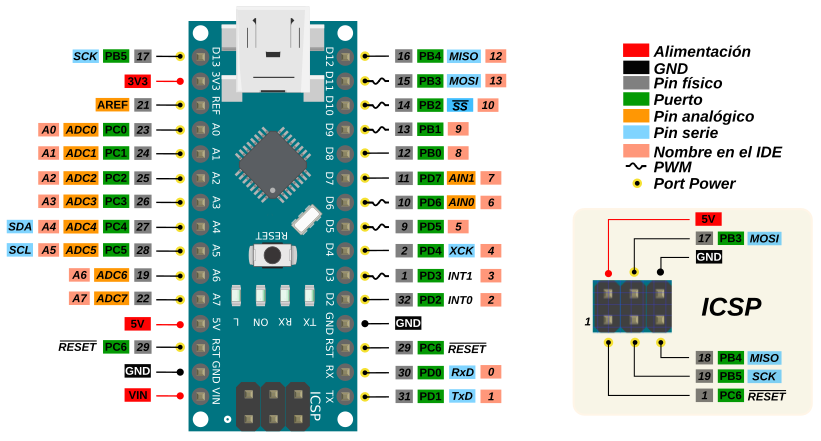 SCK PB5 17
3V3
AREF 21
A0 ADC0 PC0 23
A1 ADC1 PC1 24
A2 ADC2 PC2 25
A3 ADC3 PC3 26
SDA A4 ADC4 PC4 27
SCL A5 ADC5 PC5 28
A6 ADC6 19
A7 ADC7 22
5V
RESET PC6 29
GND
VIN
D13
3V3
REF
A0
A1
A2
A3
A4
A5
A6
A7
5V
RST
GND
VIN
RESET
L ON RX TX
ICSP
D12
D11
D10
D9
D8
D7
D6
D5
D4
D3
D2
GND
RST
RX
TX
16 PB4 MISO 12
15 PB3 MOSI 13
14 PB2 SS 10
13 PB1 9
12 PB0 8
11 PD7 AIN1 7
10 PD6 AIN0 6
9 PD5 5
2 PD4 XCK 4
1 PD3 INT1 3
32 PD2 INT0 2
GND
29 PC6 RESET
30 PD0 RxD 0
31 PD1 TxD 1
Alimentación
GND
Pin físico
Puerto
Pin analógico
Pin serie
Nombre en el IDE
PWM
Port Power
5V
17 PB3 MOSI
GND
ICSP
1
18 PB4 MISO
19 PB5 SCK
1 PC6 RESET